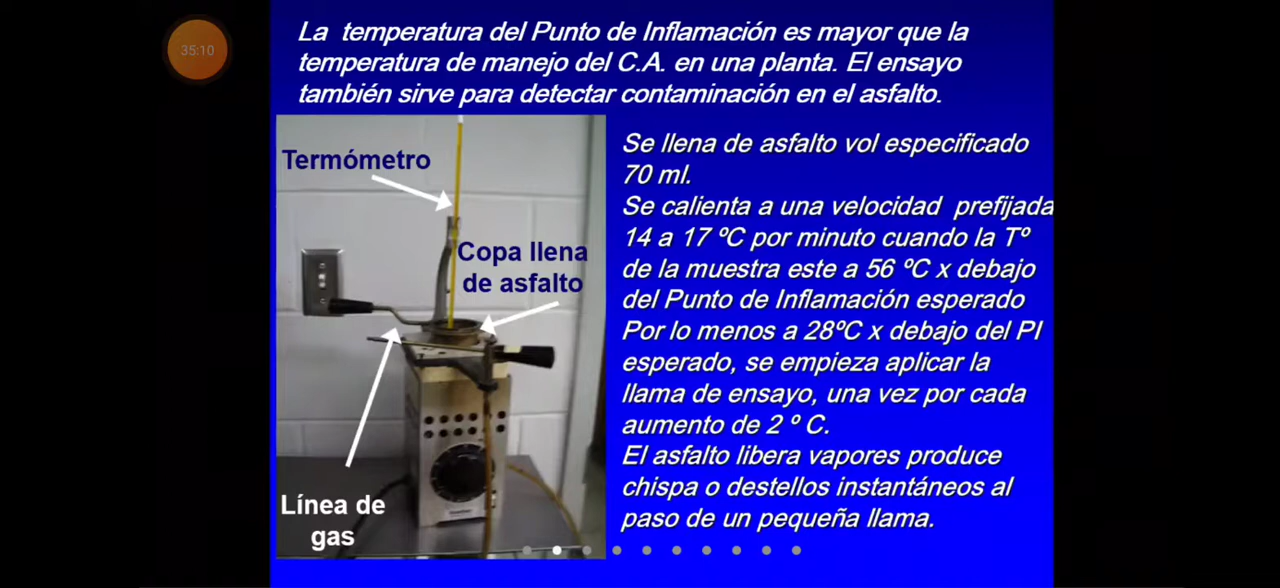 35:10
La temperatura del Punto de Inflamación es mayor que la
temperatura de manejo del C.A. en una planta. El ensayo
también sirve para detectar contaminación en el asfalto.
Termómetro
Copa llena
de asfalto
Línea de
gas
Se llena de asfalto vol especificado
70 ml.
Se calienta a una velocidad prefijada
14 a 17 ºC por minuto cuando la Tº
de la muestra este a 56 ºC x debajo
del Punto de Inflamación esperado
Por lo menos a 28ºC x debajo del PI
esperado, se empieza aplicar la
llama de ensayo, una vez por cada
aumento de 2 º C.
El asfalto libera vapores produce
chispa o destellos instantáneos al
paso de un pequeña llama.